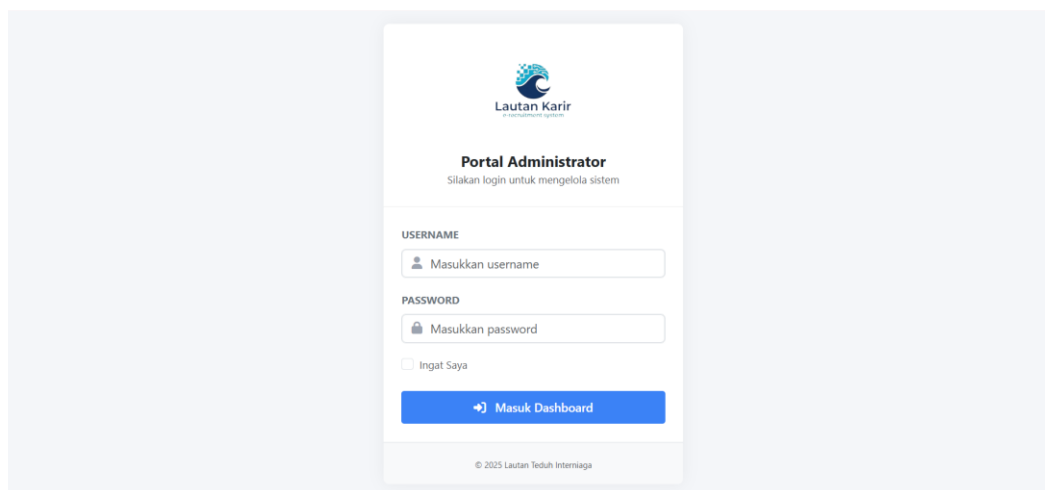 Lautan Karir
e-recruitment system
Portal Administrator
Silakan login untuk mengelola sistem
USERNAME
Masukkan username
PASSWORD
Masukkan password
Ingat Saya
Masuk Dashboard
© 2025 Lautan Teduh Interniaga